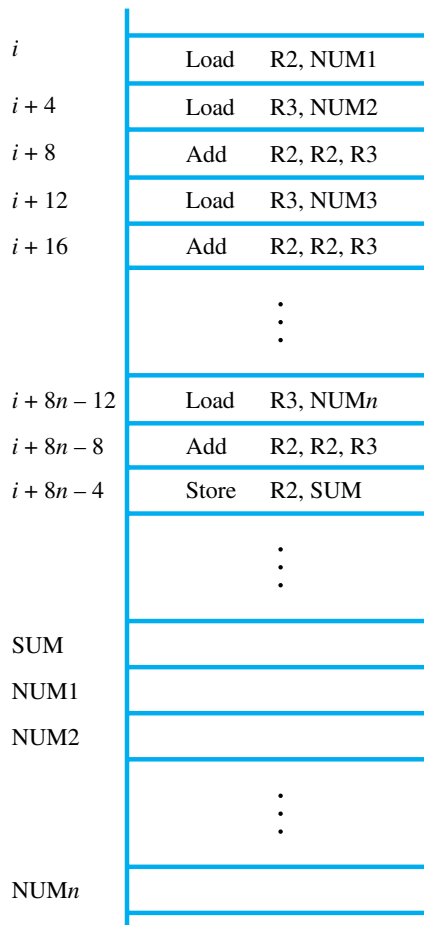 i Load R2, NUM1
i + 4 Load R3, NUM2
i + 8 Add R2, R2, R3
i + 12 Load R3, NUM3
i + 16 Add R2, R2, R3
i + 8n – 12 Load R3, NUMn
i + 8n – 8 Add R2, R2, R3
i + 8n – 4 Store R2, SUM
SUM
NUM1
NUM2
NUMn